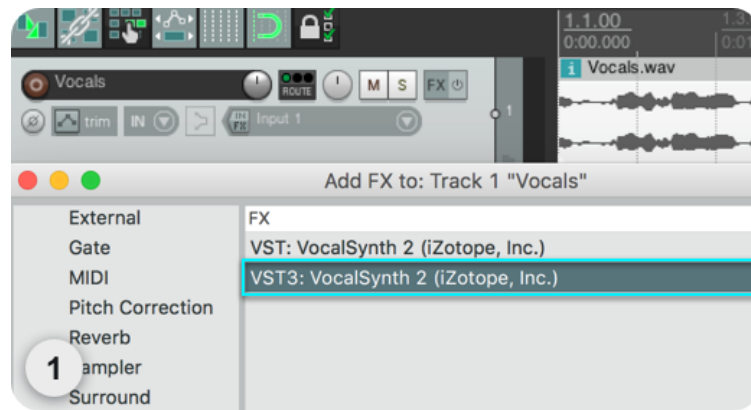 1.1.00
1.3.
0:00.000
0:01
Vocals.wav
Vocals
ROUTE
M
S
FX
trim
IN
IN FX
Input 1
1
Add FX to: Track 1 "Vocals"
External
FX
Gate
VST: VocalSynth 2 (iZotope, Inc.)
MIDI
VST3: VocalSynth 2 (iZotope, Inc.)
Pitch Correction
Reverb
1
ampler
Surround